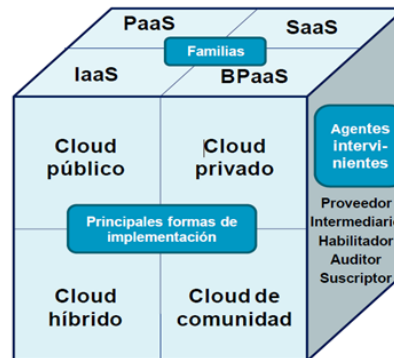 PaaS
SaaS
Familias
IaaS
BPaaS
Cloud
público
Cloud
privado
Agentes
intervi-
nientes
Principales formas de
implementación
Proveedor
Intermediario
Habilitador
Auditor
Suscriptor
Cloud
híbrido
Cloud de
comunidad